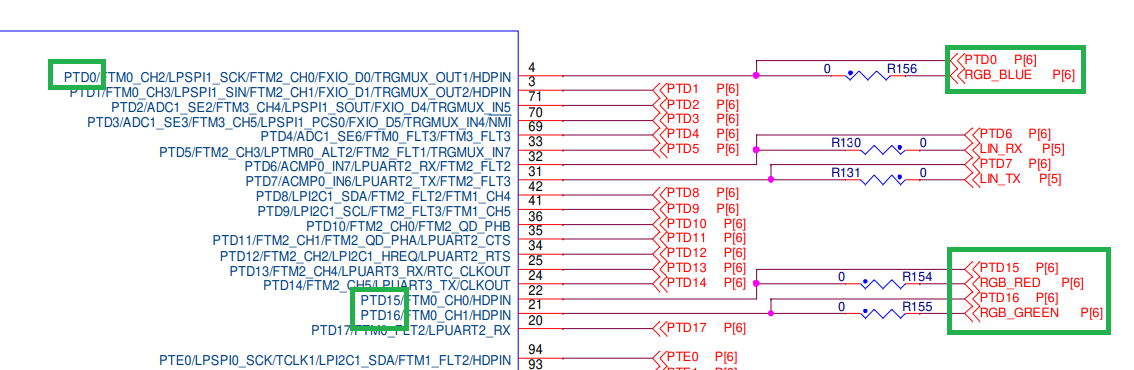 PTD0/FTM0_CH2/LPSPI1_SCK/FTM2_CH0/FXIO_D0/TRGMUX_OUT1/HDPIN 4 0 R156 PTD0 P[6]
RGB_BLUE P[6]
PTD1/FTM0_CH3/LPSPI1_SIN/FTM2_CH1/FXIO_D1/TRGMUX_OUT2/HDPIN 3 PTD1 P[6]
PTD2/ADC1_SE2/FTM3_CH4/LPSPI1_SOUT/FXIO_D4/TRGMUX_IN5 71 PTD2 P[6]
PTD3/ADC1_SE3/FTM3_CH5/LPSPI1_PCS0/FXIO_D5/TRGMUX_IN4/NMI 70 PTD3 P[6]
PTD4/ADC1_SE6/FTM0_FLT3/FTM3_FLT3 69 PTD4 P[6]
PTD5/FTM2_CH3/LPTMR0_ALT2/FTM2_FLT1/TRGMUX_IN7 33 PTD5 P[6]
PTD6/ACMP0_IN7/LPUART2_RX/FTM2_FLT2 32 R130 0 PTD6 P[6]
LIN_RX P[5]
PTD7/ACMP0_IN6/LPUART2_TX/FTM2_FLT3 31 R131 0 PTD7 P[6]
LIN_TX P[5]
PTD8/LPI2C1_SDA/FTM2_FLT2/FTM1_CH4 42 PTD8 P[6]
PTD9/LPI2C1_SCL/FTM2_FLT3/FTM1_CH5 41 PTD9 P[6]
PTD10/FTM2_CH0/FTM2_QD_PHB 36 PTD10 P[6]
PTD11/FTM2_CH1/FTM2_QD_PHA/LPUART2_CTS 35 PTD11 P[6]
PTD12/FTM2_CH2/LPI2C1_HREQ/LPUART2_RTS 34 PTD12 P[6]
PTD13/FTM2_CH4/LPUART3_RX/RTC_CLKOUT 25 PTD13 P[6]
PTD14/FTM2_CH5/LPUART3_TX/CLKOUT 24 PTD14 P[6]
PTD15/FTM0_CH0/HDPIN 22 0 R154 PTD15 P[6]
RGB_RED P[6]
PTD16/FTM0_CH1/HDPIN 21 0 R155 PTD16 P[6]
RGB_GREEN P[6]
PTD17/FTM0_FLT2/LPUART2_RX 20 PTD17 P[6]
PTE0/LPSPI0_SCK/TCLK1/LPI2C1_SDA/FTM1_FLT2/HDPIN 94 PTE0 P[6]
93